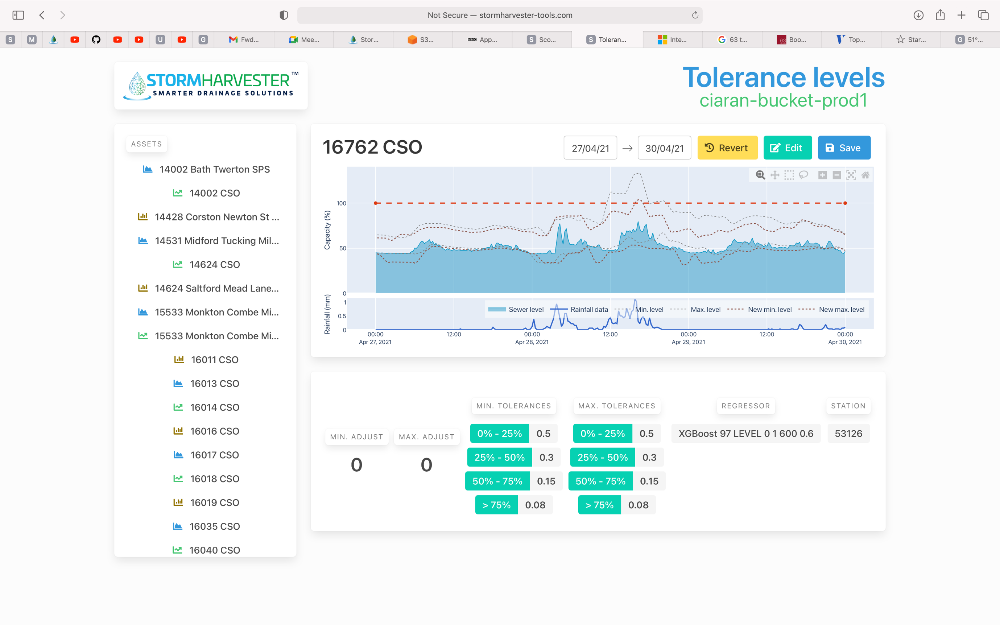 Not Secure — stormharvester-tools.com
S
M
U
G
Fwd...
Mee...
Stor...
S3...
BBC App...
S Sco...
S Toleran...
Inte...
63 t...
63 Boo...
Top...
Star...
G 51°...
STORMHARVESTER™
SMARTER DRAINAGE SOLUTIONS
Tolerance levels
ciaran-bucket-prod1
ASSETS
14002 Bath Twerton SPS
14002 CSO
14428 Corston Newton St ...
14531 Midford Tucking Mil...
14624 CSO
14624 Saltford Mead Lane...
15533 Monkton Combe Mi...
15533 Monkton Combe Mi...
16011 CSO
16013 CSO
16014 CSO
16016 CSO
16017 CSO
16018 CSO
16019 CSO
16035 CSO
16040 CSO
16762 CSO
27/04/21
30/04/21
Revert
Edit
Save
Capacity (%)
100
50
0
Rainfall (mm)
1
0.5
0
Sewer level
Rainfall data
Min. level
Max. level
New min. level
New max. level
00:00
Apr 27, 2021
12:00
00:00
Apr 28, 2021
12:00
00:00
Apr 29, 2021
12:00
00:00
Apr 30, 2021
MIN. ADJUST
0
MAX. ADJUST
0
MIN. TOLERANCES
0% - 25% 0.5
25% - 50% 0.3
50% - 75% 0.15
> 75% 0.08
MAX. TOLERANCES
0% - 25% 0.5
25% - 50% 0.3
50% - 75% 0.15
> 75% 0.08
REGRESSOR
XGBoost 97 LEVEL 0 1 600 0.6
STATION
53126